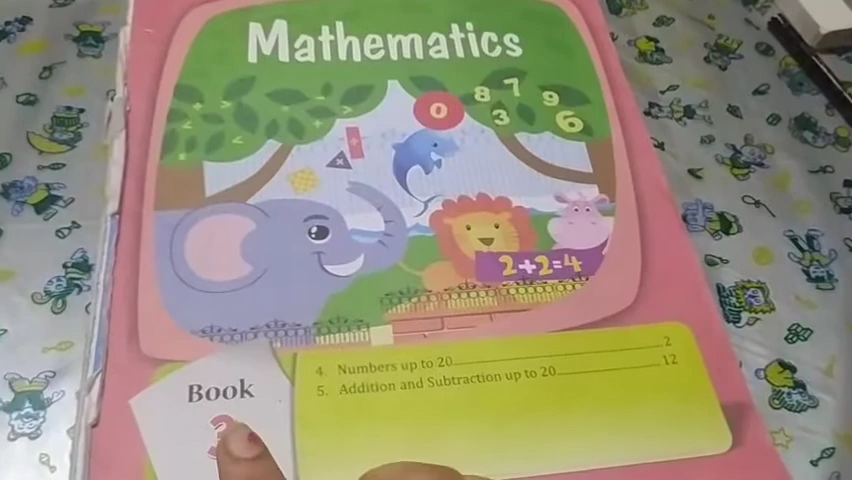 Mathematics
0 8 7 9
3 6
2+2=4
4. Numbers up to 20 2
5. Addition and Subtraction up to 20 12
Book